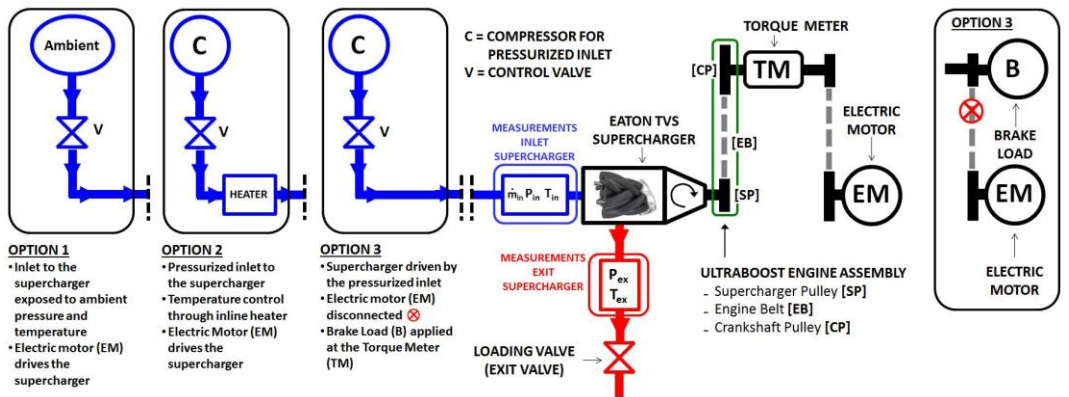 Ambient
V
OPTION 1
• Inlet to the
supercharger
exposed to ambient
pressure and
temperature
• Electric motor (EM)
drives the
supercharger
C
V
HEATER
OPTION 2
• Pressurized inlet to
the supercharger
• Temperature control
through inline heater
• Electric Motor (EM)
drives the
supercharger
C
V
OPTION 3
• Supercharger driven by
the pressurized inlet
• Electric motor (EM)
disconnected
• Brake Load (B) applied
at the Torque Meter
(TM)
C = COMPRESSOR FOR
PRESSURIZED INLET
V = CONTROL VALVE
MEASUREMENTS
INLET
SUPERCHARGER
ṁin Pin Tin
EATON TVS
SUPERCHARGER
MEASUREMENTS
EXIT
SUPERCHARGER
Pex
Tex
LOADING VALVE
(EXIT VALVE)
[CP]
[EB]
[SP]
TORQUE
METER
TM
ELECTRIC
MOTOR
EM
ULTRABOOST ENGINE ASSEMBLY
- Supercharger Pulley [SP]
- Engine Belt [EB]
- Crankshaft Pulley [CP]
OPTION 3
B
BRAKE
LOAD
EM
ELECTRIC
MOTOR